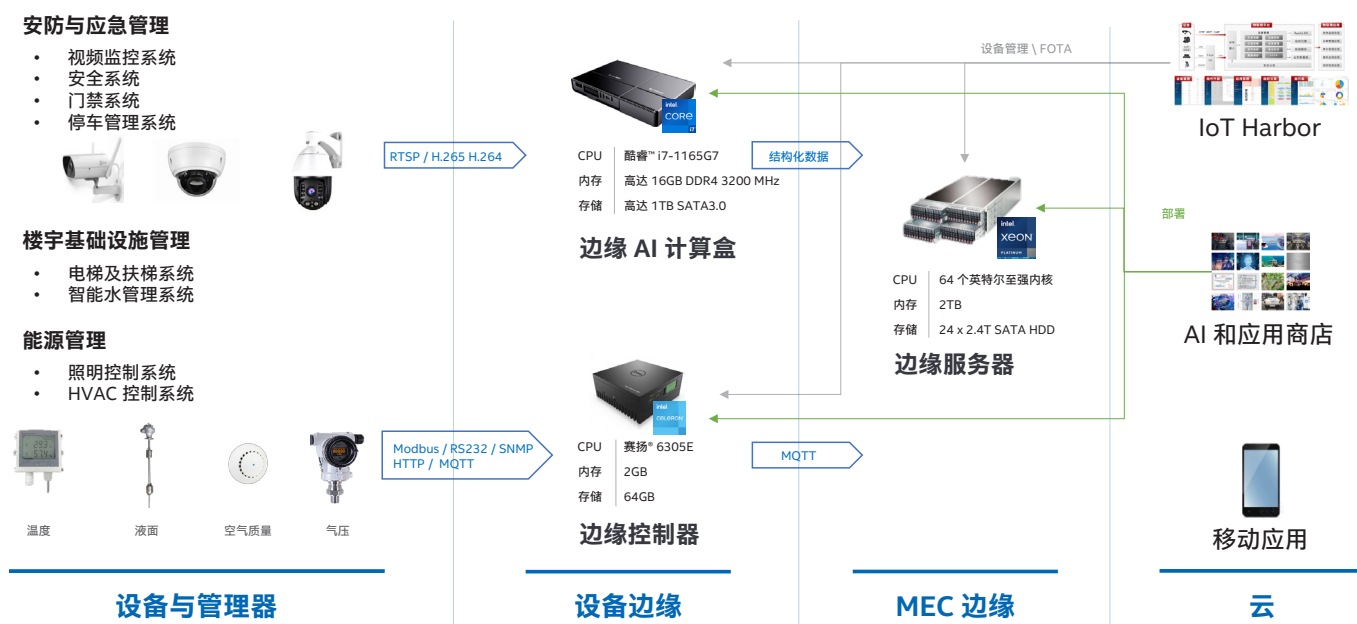 安防与应急管理
• 视频监控系统
• 安全系统
• 门禁系统
• 停车管理系统
楼宇基础设施管理
• 电梯及扶梯系统
• 智能水管理系统
能源管理
• 照明控制系统
• HVAC 控制系统
温度
液面
空气质量
气压
设备与管理器
RTSP / H.265 H.264
Modbus / RS232 / SNMP
HTTP / MQTT
intel
CORE
i7
CPU 酷睿™ i7-1165G7
内存 高达 16GB DDR4 3200 MHz
存储 高达 1TB SATA3.0
边缘 AI 计算盒
intel
CELERON
CPU 赛扬® 6305E
内存 2GB
存储 64GB
边缘控制器
设备边缘
结构化数据
MQTT
设备管理 \ FOTA
intel
XEON
PLATINUM
CPU 64 个英特尔至强内核
内存 2TB
存储 24 x 2.4T SATA HDD
边缘服务器
MEC 边缘
IoT Harbor
部署
AI 和应用商店
移动应用
云